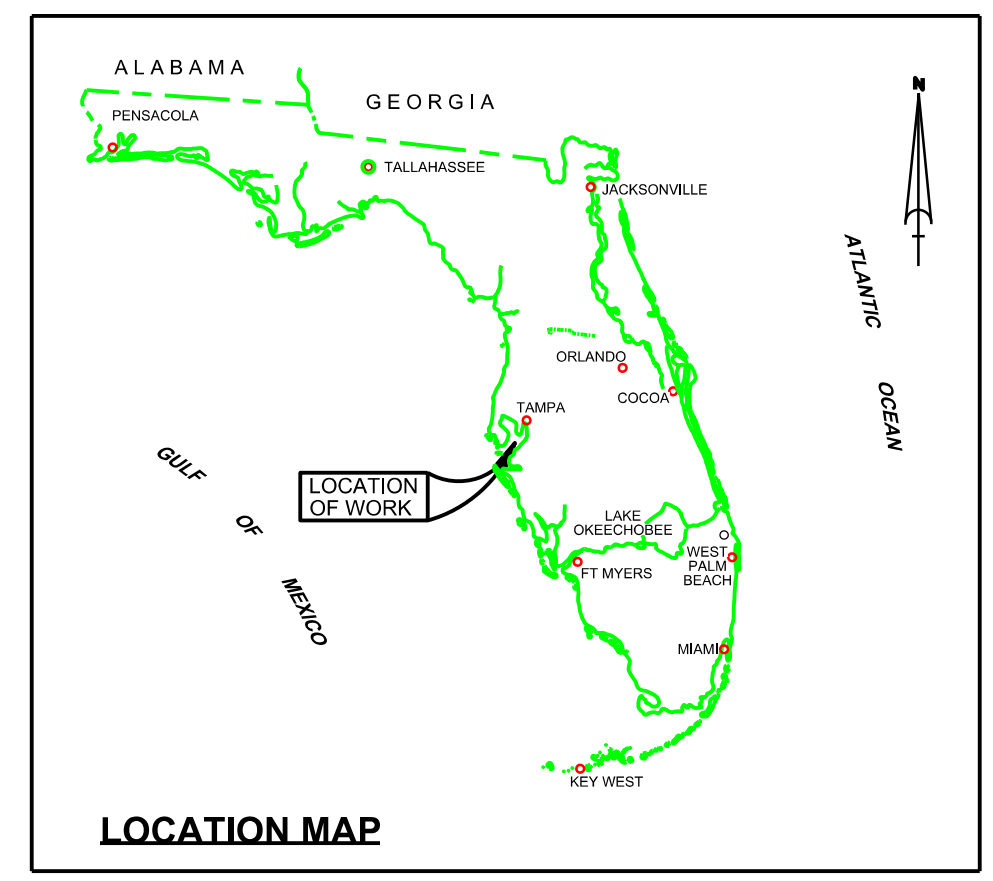 ALABAMA
GEORGIA
N
PENSACOLA
TALLAHASSEE
JACKSONVILLE
ATLANTIC
OCEAN
ORLANDO
COCOA
TAMPA
GULF
OF
MEXICO
LOCATION
OF WORK
LAKE
OKEECHOBEE
WEST
PALM
BEACH
FT MYERS
MIAMI
KEY WEST
LOCATION MAP